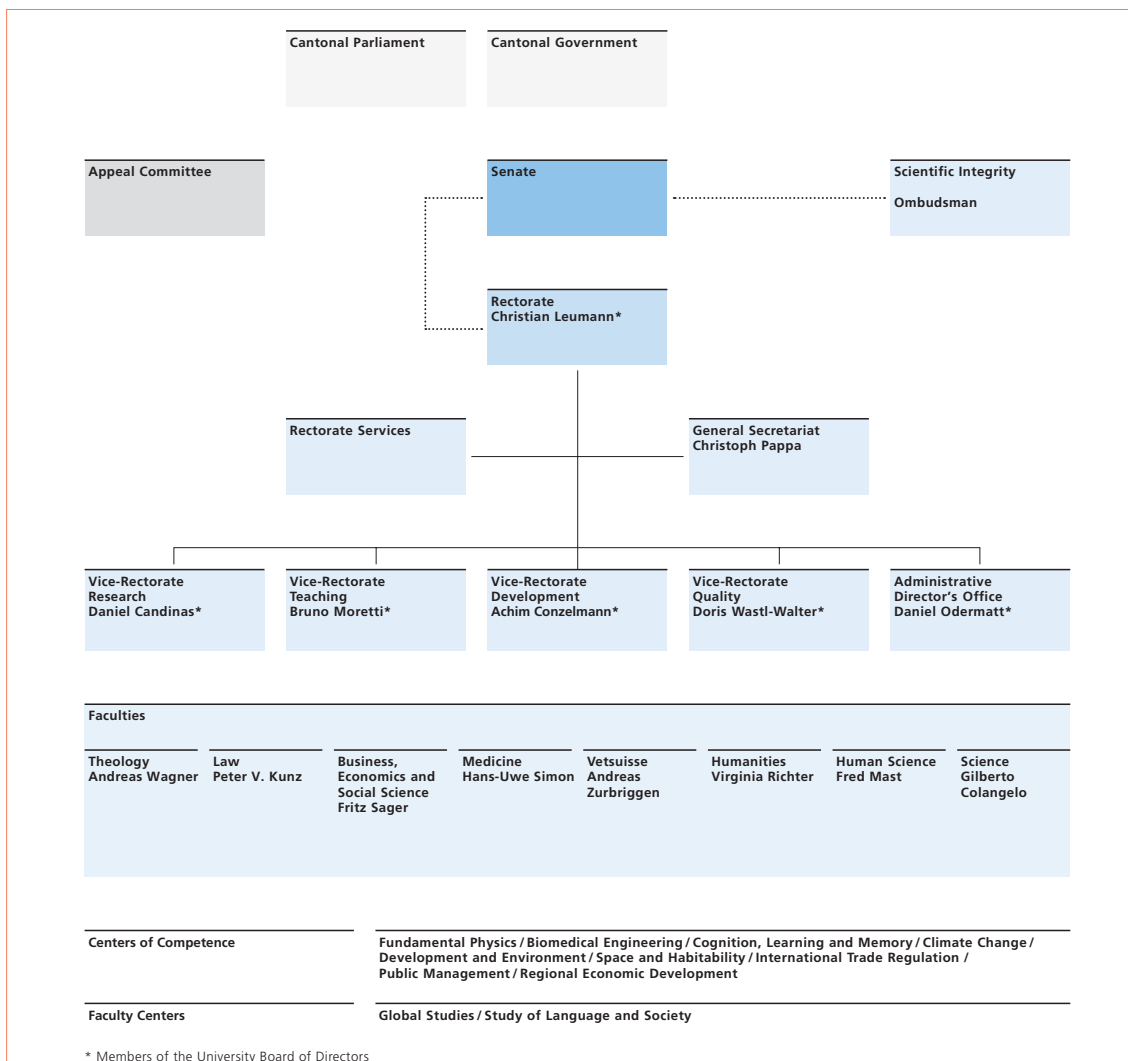 Cantonal Parliament
Cantonal Government
Appeal Committee
Senate
Scientific Integrity
Ombudsman
Rectorate
Christian Leumann*
Rectorate Services
General Secretariat
Christoph Pappa
Vice-Rectorate
Research
Daniel Candinas*
Vice-Rectorate
Teaching
Bruno Moretti*
Vice-Rectorate
Development
Achim Conzelmann*
Vice-Rectorate
Quality
Doris Wastl-Walter*
Administrative
Director’s Office
Daniel Odermatt*
Faculties
Theology
Andreas Wagner
Law
Peter V. Kunz
Business,
Economics and
Social Science
Fritz Sager
Medicine
Hans-Uwe Simon
Vetsuisse
Andreas
Zurbriggen
Humanities
Virginia Richter
Human Science
Fred Mast
Science
Gilberto
Colangelo
Centers of Competence
Fundamental Physics / Biomedical Engineering / Cognition, Learning and Memory / Climate Change /
Development and Environment / Space and Habitability / International Trade Regulation /
Public Management / Regional Economic Development
Faculty Centers
Global Studies / Study of Language and Society
* Members of the University Board of Directors